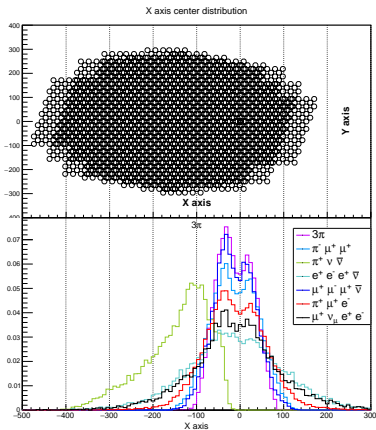 X axis center distribution
400
300
200
100
0
-100
-200
-300
400
Y axis
X axis
3π
0.07
0.06
0.05
0.04
0.03
0.02
0.01
0
3π
π⁻ μ⁺ μ⁺
π⁺ ν ν̅
e⁺ e⁻ e⁺ ν̅
μ⁺ μ⁻ μ⁺ ν̅
π⁺ μ⁺ e⁻
μ⁺ ν_μ e⁺ e⁻
-500 -400 -300 -200 -100 0 100 200 300
X axis